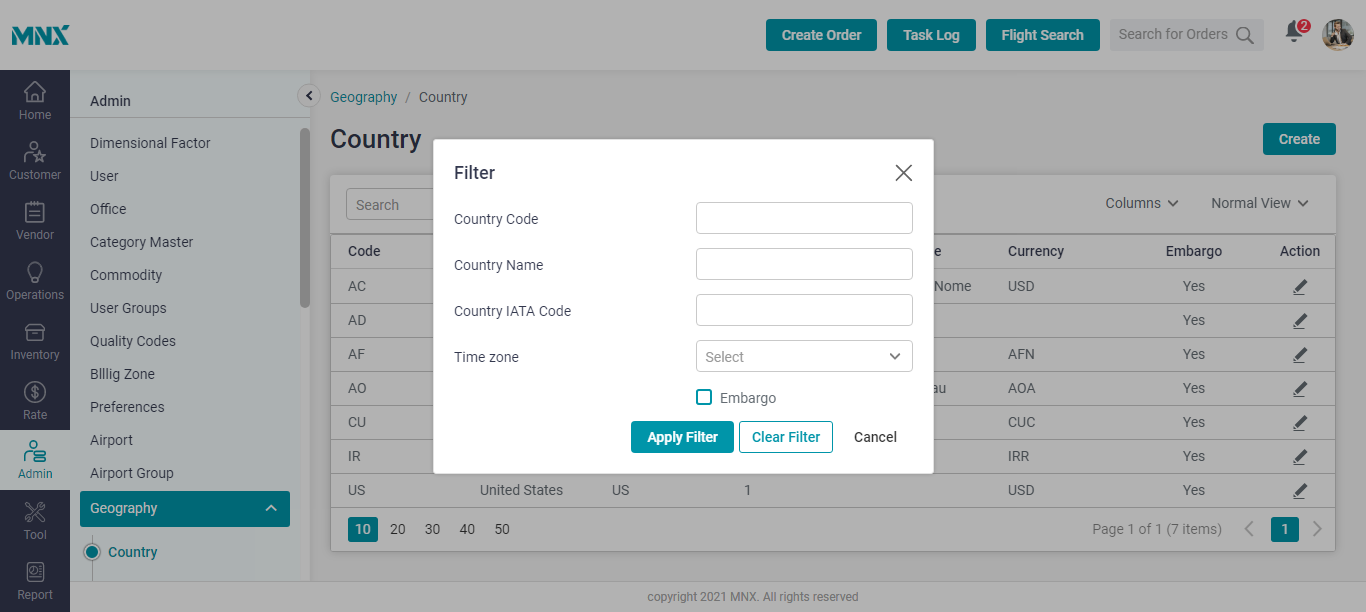 MNX
Create Order
Task Log
Flight Search
Search for Orders
2
Home
Customer
Vendor
Operations
Inventory
Rate
Admin
Tool
Report
Admin
Dimensional Factor
User
Office
Category Master
Commodity
User Groups
Quality Codes
Blllig Zone
Preferences
Airport
Airport Group
Geography
Country
Geography / Country
Country
Create
Search
Columns
Normal View
Code e Currency Embargo Action
AC Nome USD Yes
AD Yes
AF AFN Yes
AO au AOA Yes
CU CUC Yes
IR IRR Yes
US United States US 1 USD Yes
10 20 30 40 50
Page 1 of 1 (7 items) 1
Filter
Country Code
Country Name
Country IATA Code
Time zone Select
Embargo
Apply Filter Clear Filter Cancel
copyright 2021 MNX. All rights reserved